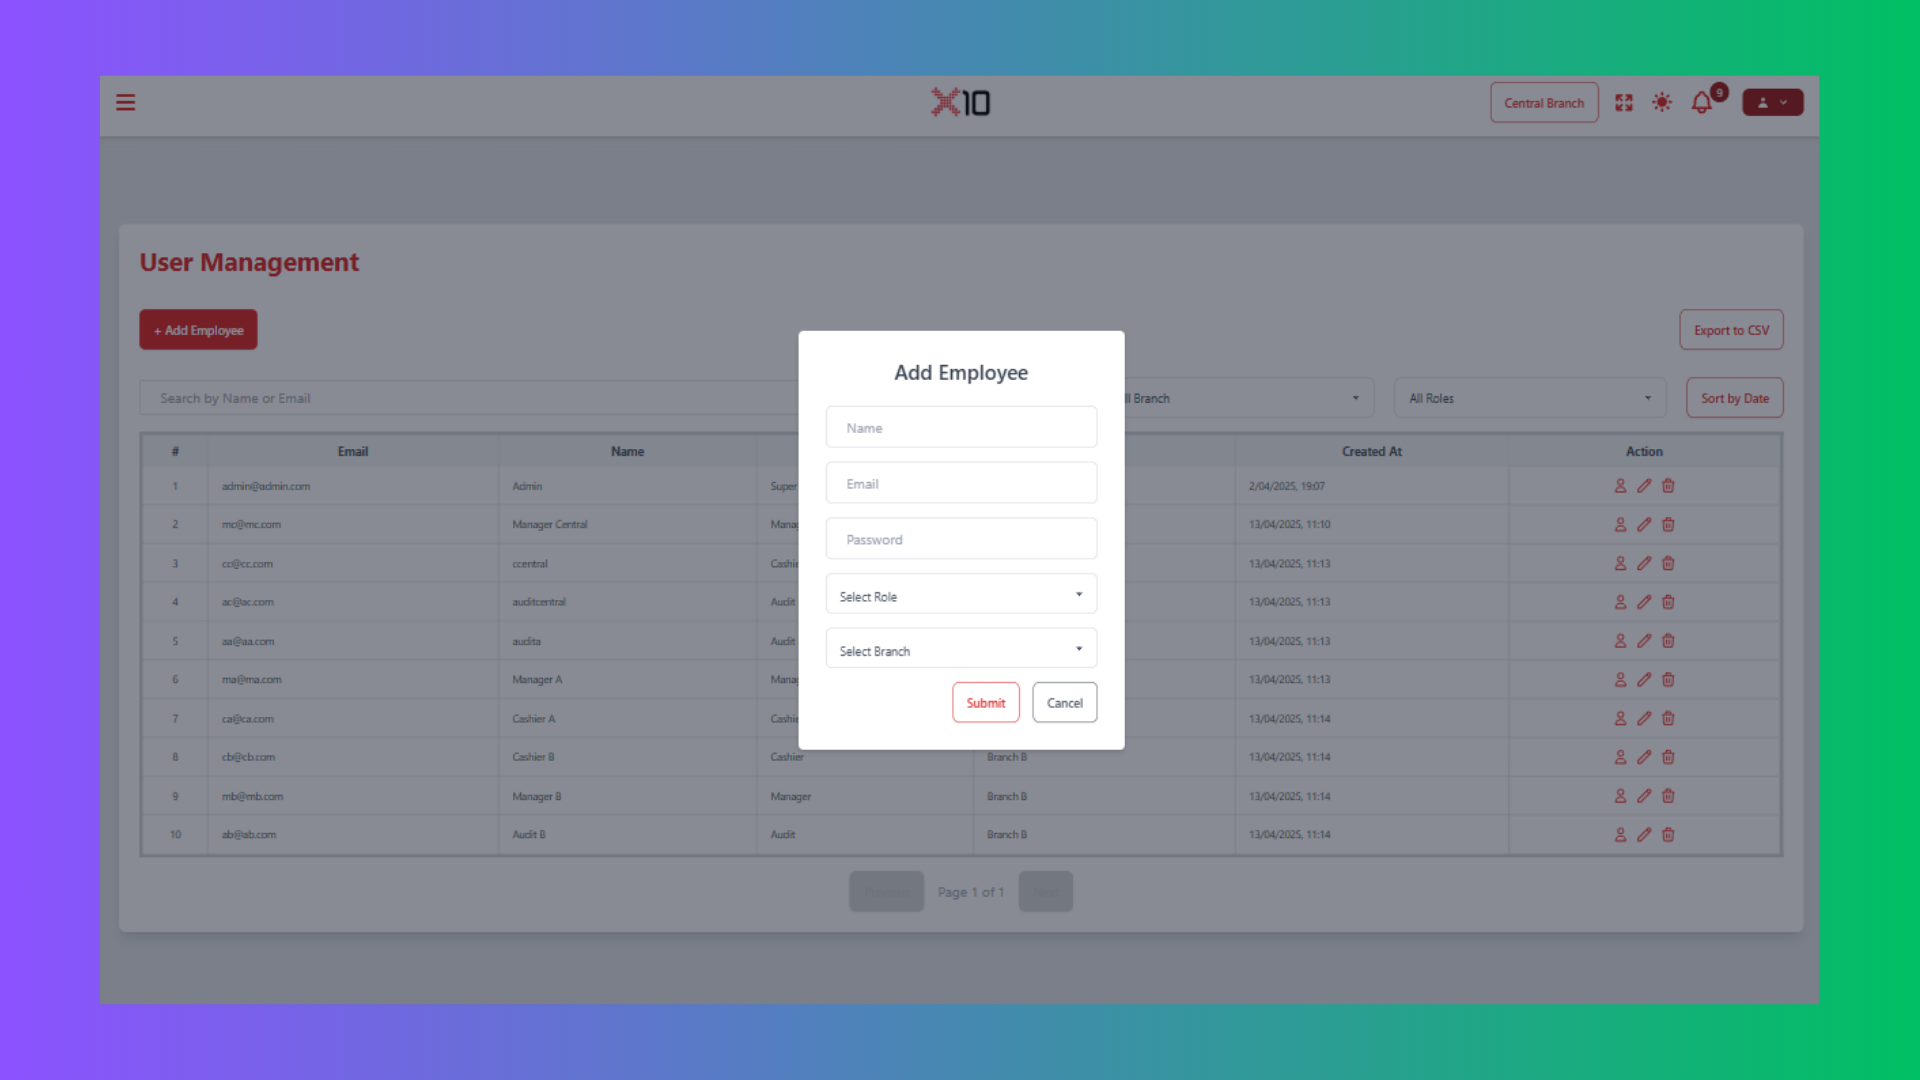 X10
Central Branch
9
User Management
+ Add Employee
Export to CSV
Search by Name or Email
ll Branch
All Roles
Sort by Date
# Email Name Created At Action
1 admin@admin.com Admin Super 2/04/2025, 19:07
2 mc@mc.com Manager Central Mana 13/04/2025, 11:10
3 cc@cc.com ccentral Cashie 13/04/2025, 11:13
4 ac@ac.com auditcentral Audit 13/04/2025, 11:13
5 aa@aa.com audita Audit 13/04/2025, 11:13
6 ma@ma.com Manager A Mana 13/04/2025, 11:13
7 ca@ca.com Cashier A Cashie 13/04/2025, 11:14
8 cb@cb.com Cashier B Cashier Branch B 13/04/2025, 11:14
9 mb@mb.com Manager B Manager Branch B 13/04/2025, 11:14
10 ab@ab.com Audit B Audit Branch B 13/04/2025, 11:14
Page 1 of 1
Add Employee
Name
Email
Password
Select Role
Select Branch
Submit
Cancel